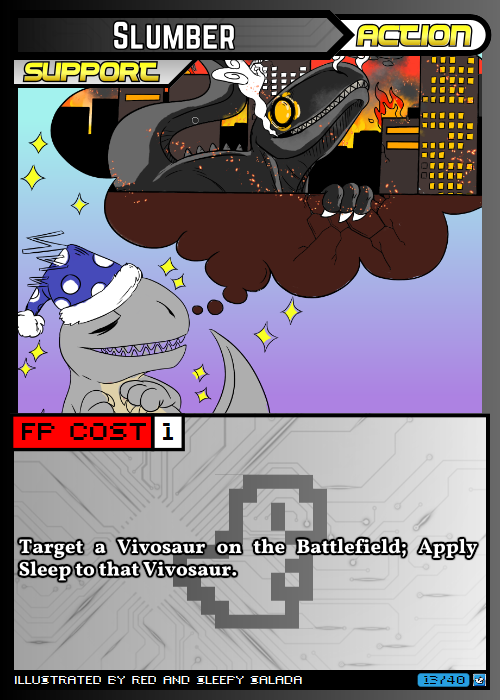 Slumber
ACTION
SUPPORT
FP COST 1
Target a Vivosaur on the Battlefield; Apply
Sleep to that Vivosaur.
ILLUSTRATED BY RED AND SLEEPY SALADA
13/40